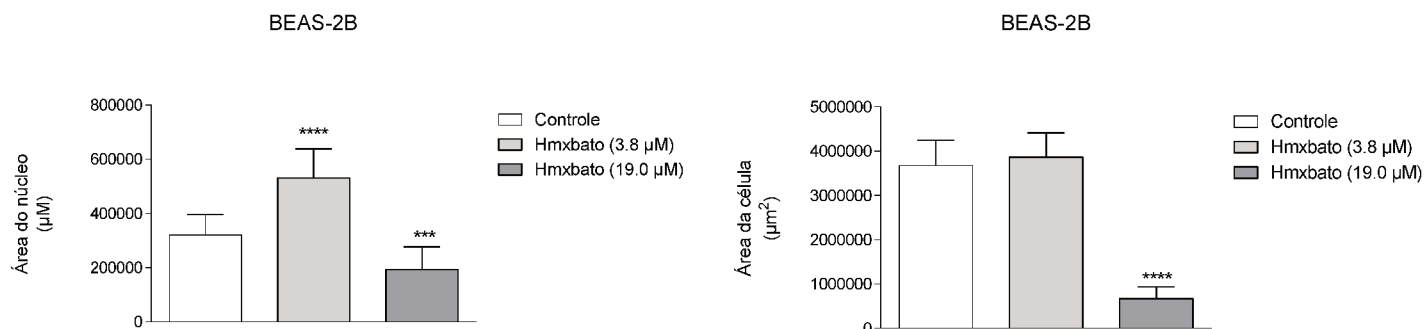 BEAS-2B
Área do núcleo
(µM)
800000
600000
400000
200000
0
****
***
Controle
Hmxbato (3.8 µM)
Hmxbato (19.0 µM)
BEAS-2B
Área da célula
(µm²)
5000000
4000000
3000000
2000000
1000000
0
****
Controle
Hmxbato (3.8 µM)
Hmxbato (19.0 µM)